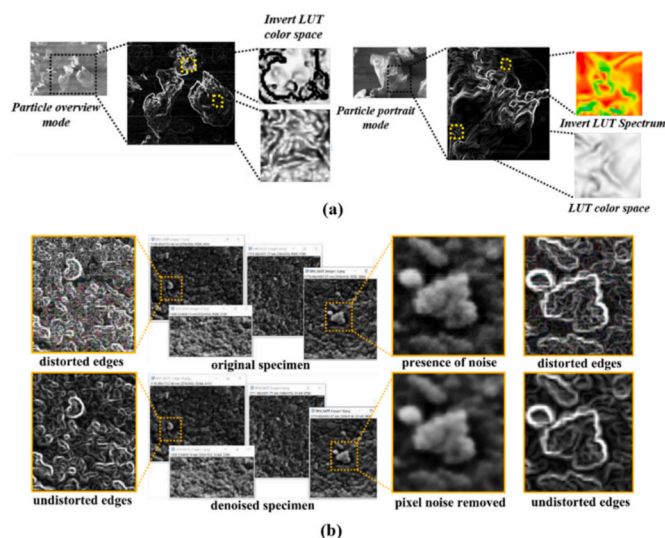 Invert LUT
color space
Particle overview
mode
Particle portrait
mode
Invert LUT Spectrum
LUT color space
(a)
distorted edges
original specimen
presence of noise
distorted edges
undistorted edges
denoised specimen
pixel noise removed
undistorted edges
(b)